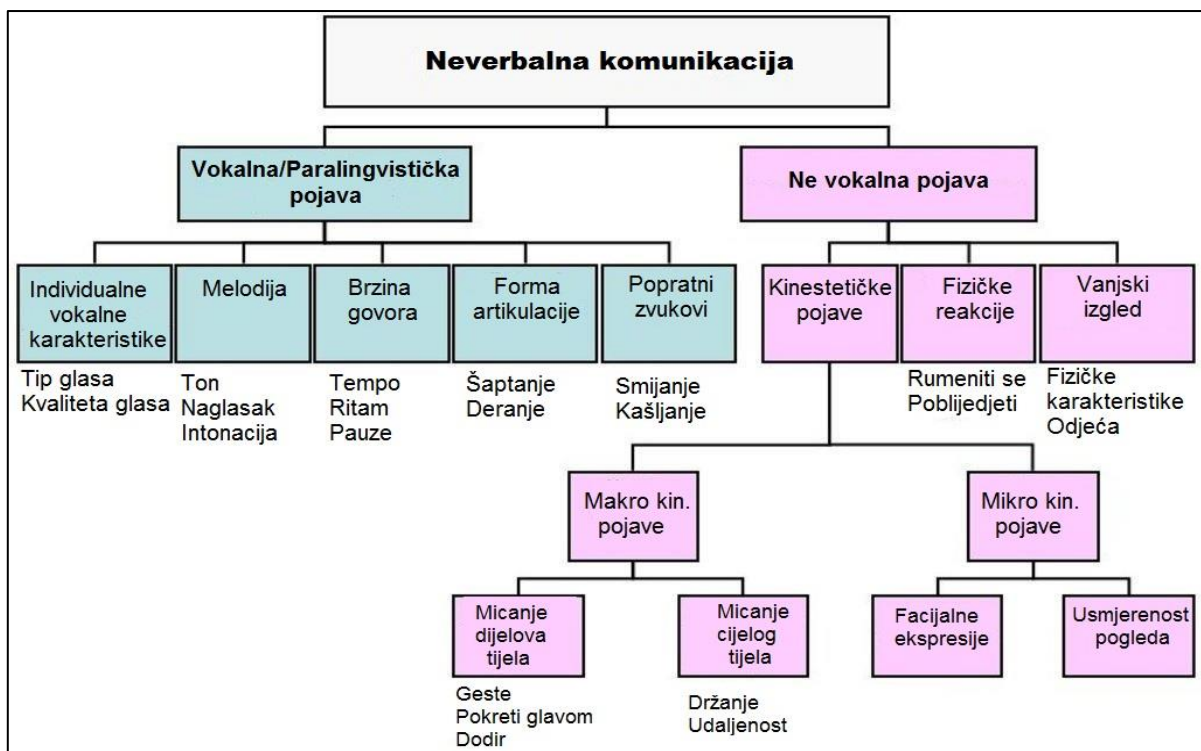 Neverbalna komunikacija
Vokalna/Paralingvistička
pojava
Ne vokalna pojava
Individualne
vokalne
karakteristike
Tip glasa
Kvaliteta glasa
Melodija
Ton
Naglasak
Intonacija
Brzina
govora
Tempo
Ritam
Pauze
Forma
artikulacije
Šaptanje
Deranje
Popratni
zvukovi
Smijanje
Kašljanje
Kinestetičke
pojave
Fizičke
reakcije
Rumeniti se
Poblijedjeti
Vanjski
izgled
Fizičke
karakteristike
Odjeća
Makro kin.
pojave
Mikro kin.
pojave
Micanje
dijelova
tijela
Geste
Pokreti glavom
Dodir
Micanje
cijelog
tijela
Držanje
Udaljenost
Facijalne
ekspresije
Usmjerenost
pogleda